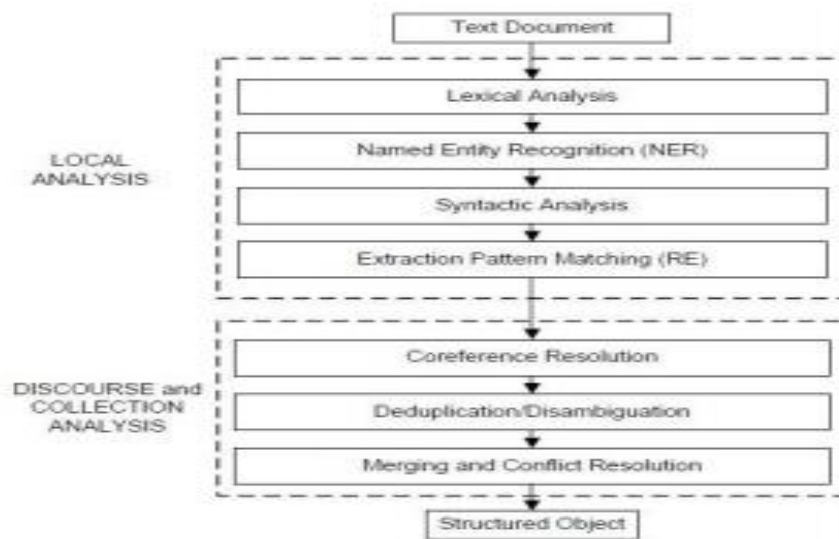 Text Document
LOCAL
ANALYSIS
Lexical Analysis
Named Entity Recognition (NER)
Syntactic Analysis
Extraction Pattern Matching (RE)
DISCOURSE and
COLLECTION
ANALYSIS
Coreference Resolution
Deduplication/Disambiguation
Merging and Conflict Resolution
Structured Object